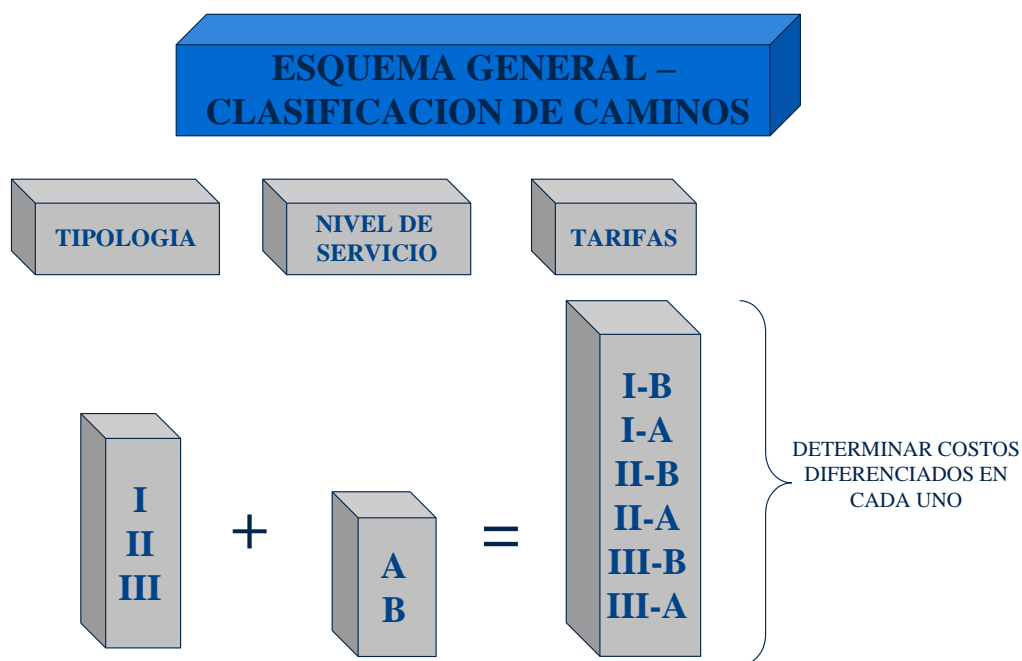 ESQUEMA GENERAL –
CLASIFICACION DE CAMINOS
TIPOLOGIA
NIVEL DE
SERVICIO
TARIFAS
I
II
III
+
A
B
=
I-B
I-A
II-B
II-A
III-B
III-A
DETERMINAR COSTOS
DIFERENCIADOS EN
CADA UNO